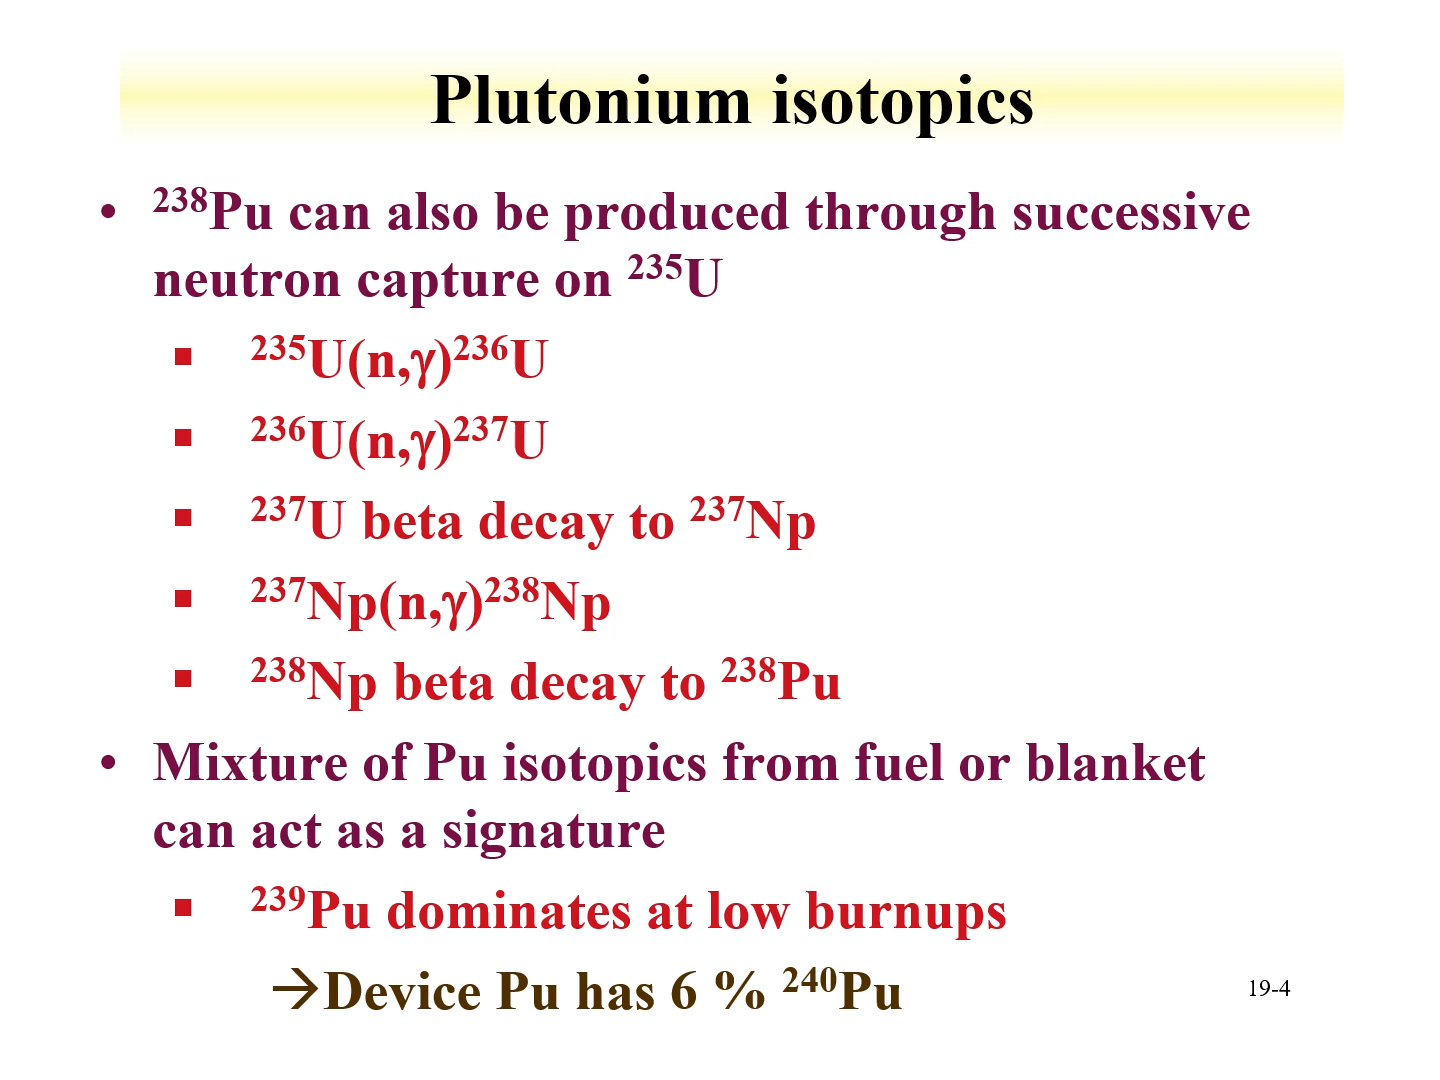 Plutonium isotopics
• ²³⁸Pu can also be produced through successive
neutron capture on ²³⁵U
▪ ²³⁵U(n,γ)²³⁶U
▪ ²³⁶U(n,γ)²³⁷U
▪ ²³⁷U beta decay to ²³⁷Np
▪ ²³⁷Np(n,γ)²³⁸Np
▪ ²³⁸Np beta decay to ²³⁸Pu
• Mixture of Pu isotopics from fuel or blanket
can act as a signature
▪ ²³⁹Pu dominates at low burnups
→Device Pu has 6 % ²⁴⁰Pu
19-4